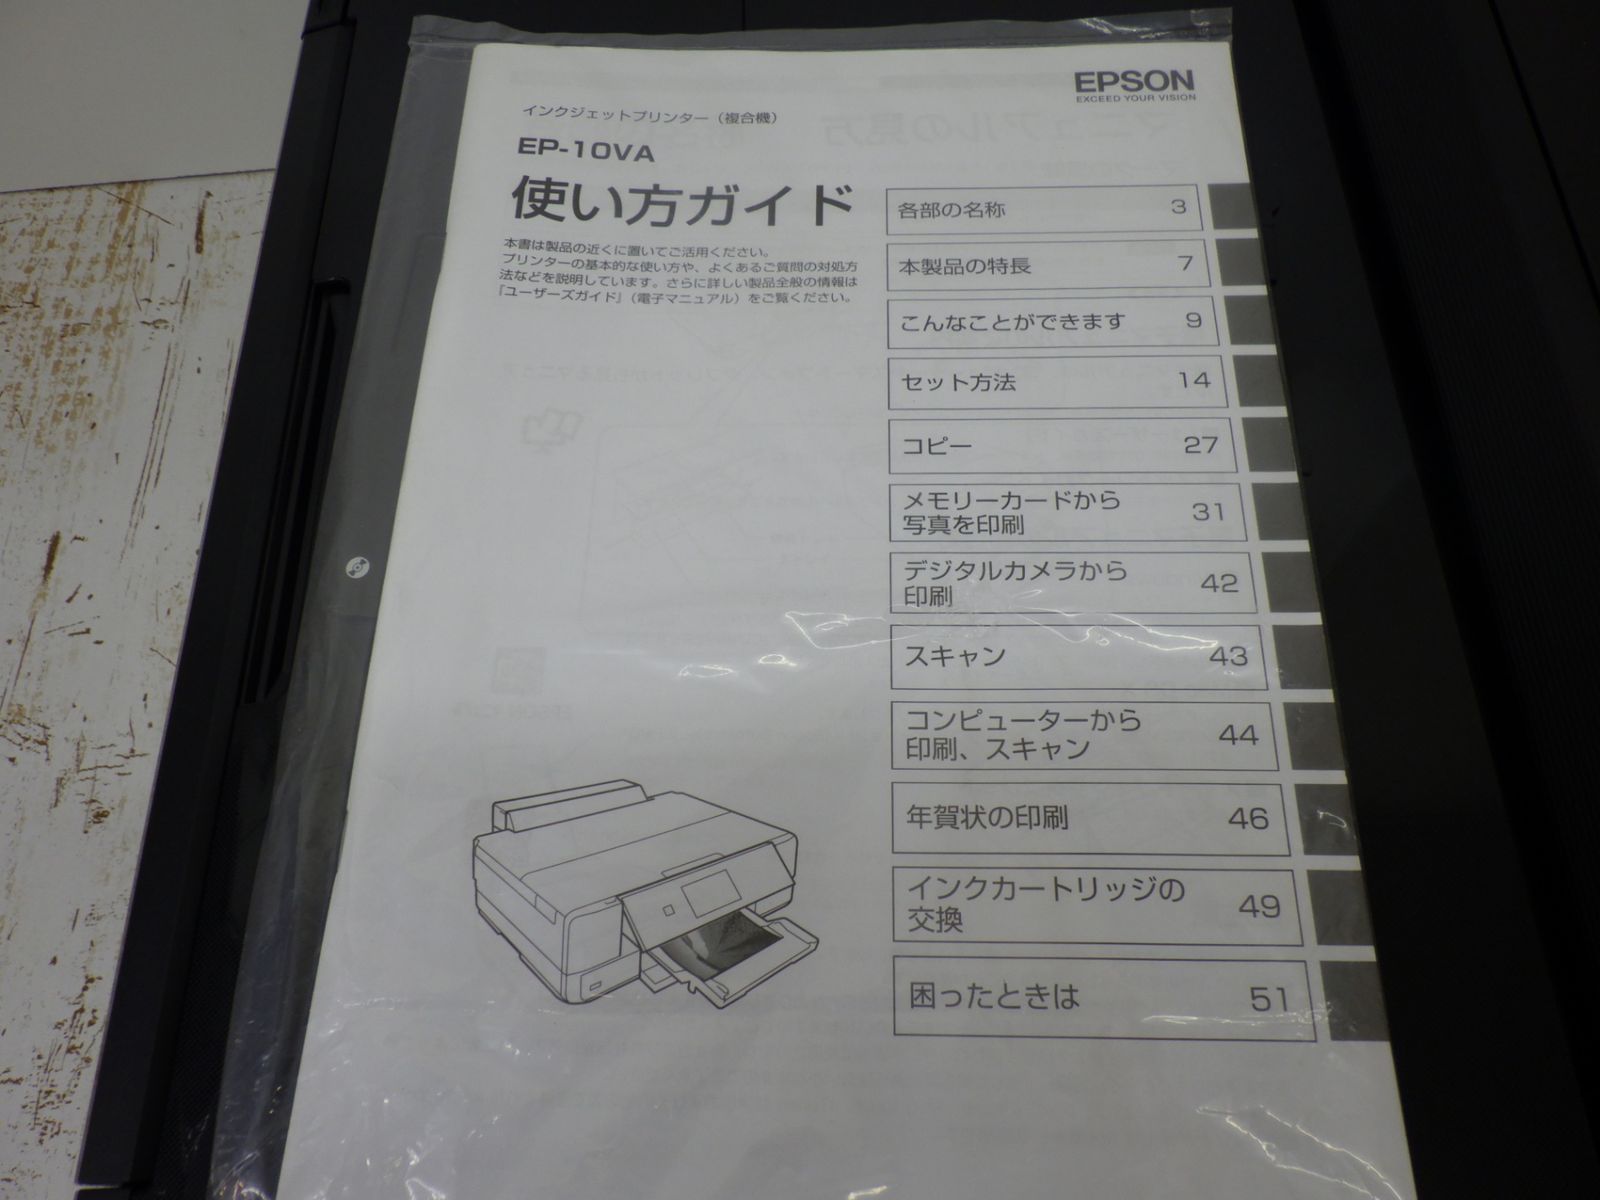 EPSON
EXCEED YOUR VISION
インクジェットプリンター（複合機）
EP-10VA
使い方ガイド
本書は製品の近くに置いてご活用ください。
プリンターの基本的な使い方や、よくあるご質問の対処方
法などを説明しています。さらに詳しい製品全般の情報は
『ユーザーズガイド』（電子マニュアル）をご覧ください。
各部の名称 3
本製品の特長 7
こんなことができます 9
セット方法 14
コピー 27
メモリーカードから
写真を印刷 31
デジタルカメラから
印刷 42
スキャン 43
コンピューターから
印刷、スキャン 44
年賀状の印刷 46
インクカートリッジの
交換 49
困ったときは 51